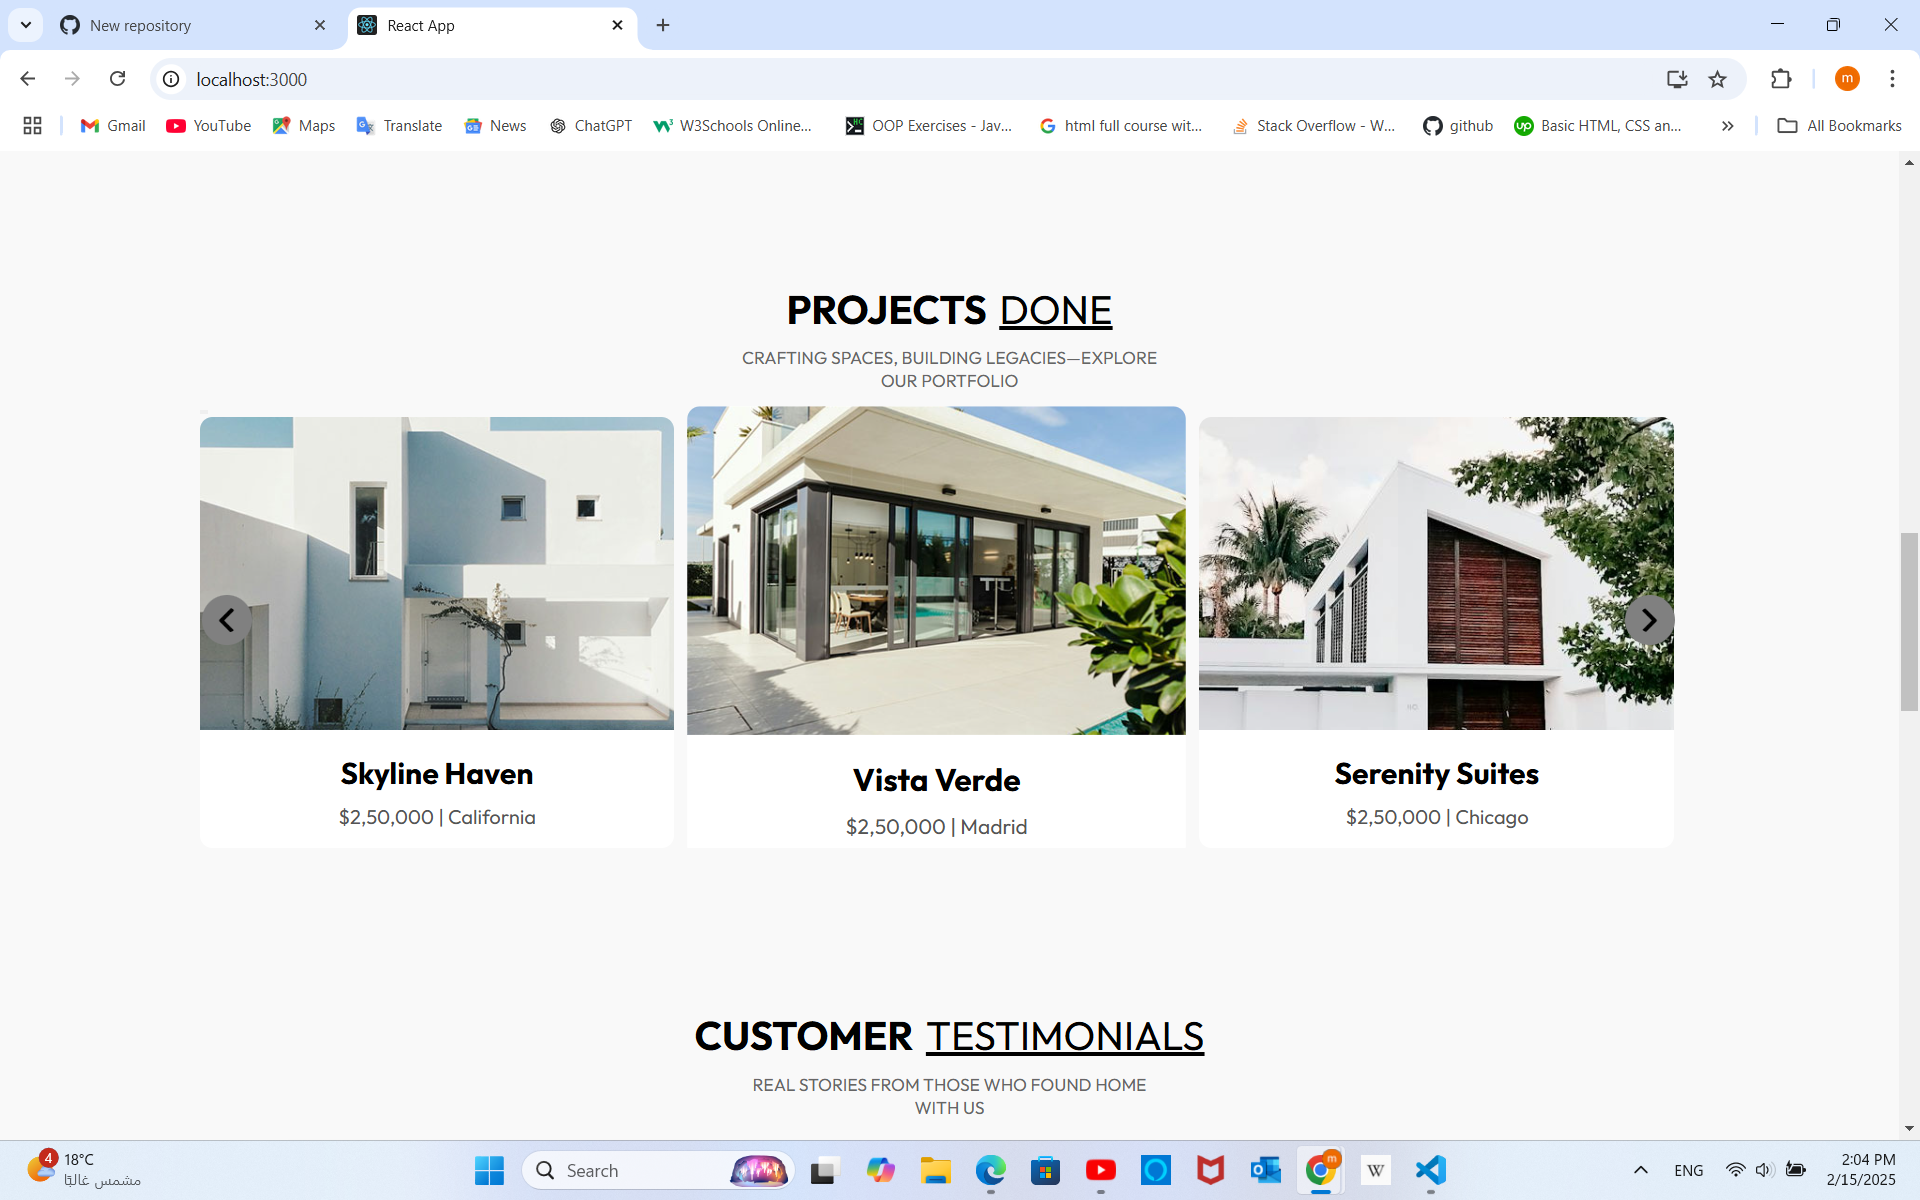 New repository
React App
localhost:3000
m
Gmail
YouTube
Maps
Translate
News
ChatGPT
W3Schools Online...
OOP Exercises - Jav...
html full course wit...
Stack Overflow - W...
github
Basic HTML, CSS an...
All Bookmarks
PROJECTS DONE
CRAFTING SPACES, BUILDING LEGACIES—EXPLORE
OUR PORTFOLIO
Skyline Haven
$2,50,000 | California
Vista Verde
$2,50,000 | Madrid
Serenity Suites
$2,50,000 | Chicago
CUSTOMER TESTIMONIALS
REAL STORIES FROM THOSE WHO FOUND HOME
WITH US
4
18°C
مشمس غالبًا
Search
m
W
ENG
2:04 PM
2/15/2025